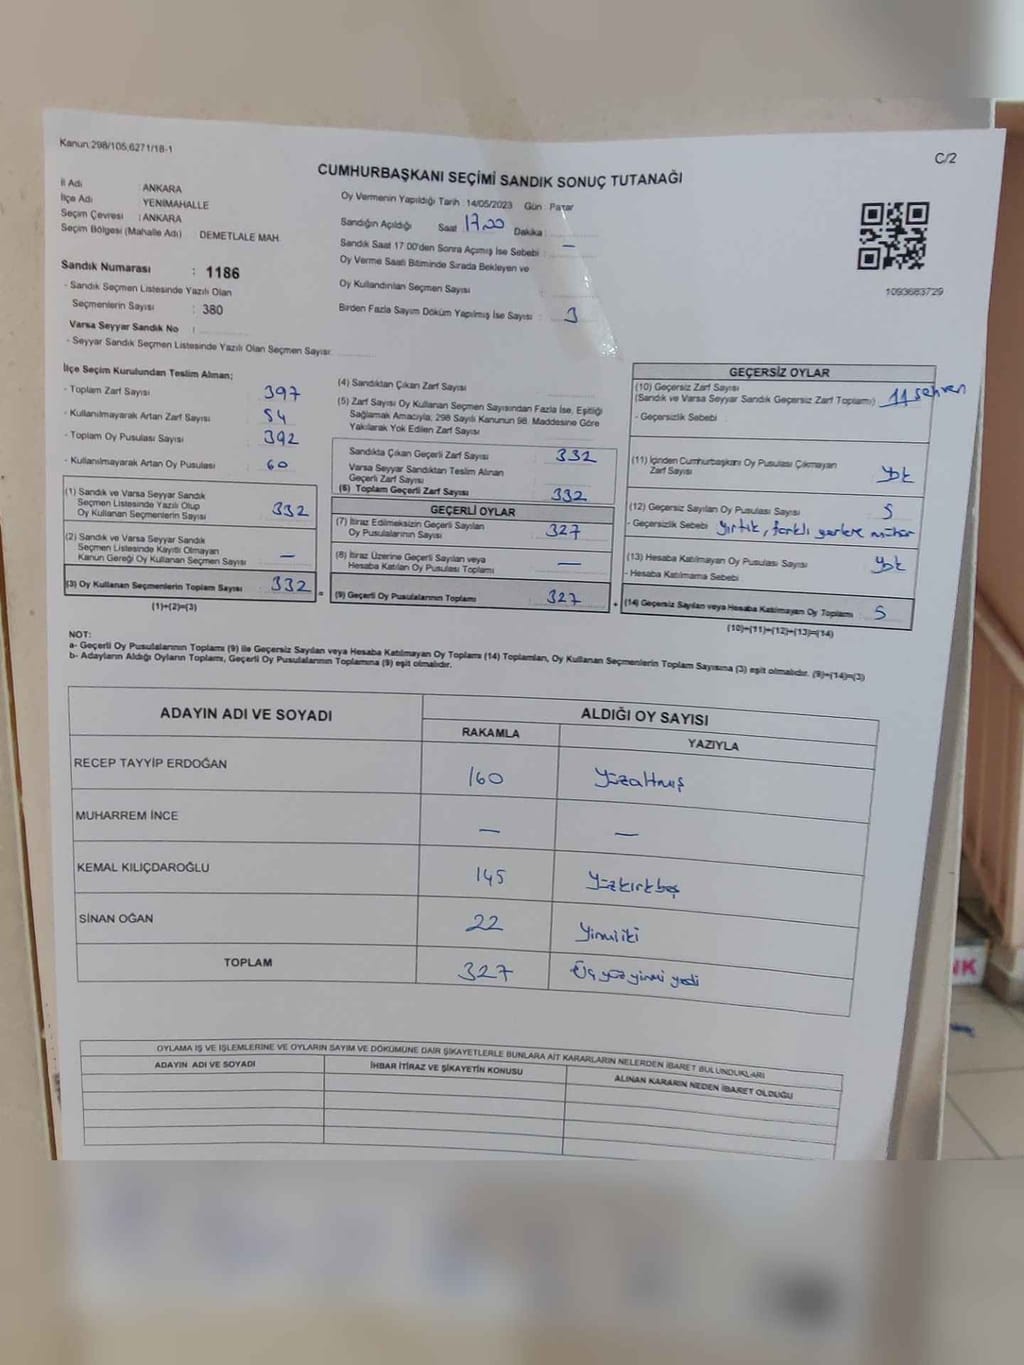 Kanun:298/105,6271/18-1
C/2
CUMHURBAŞKANI SEÇİMİ SANDIK SONUÇ TUTANAĞI
İl Adı : ANKARA
İlçe Adı YENİMAHALLE
Seçim Çevresi : ANKARA
Seçim Bölgesi (Mahalle Adı) DEMETLALE MAH.
Sandık Numarası : 1186
- Sandık Seçmen Listesinde Yazılı Olan
Seçmenlerin Sayısı : 380
Varsa Seyyar Sandık No :
- Seyyar Sandık Seçmen Listesinde Yazılı Olan Seçmen Sayısı:
Oy Vermenin Yapıldığı Tarih : 14/05/2023 Gün : Pazar
Sandığın Açıldığı Saat 17.00 Dakika :
Sandık Saat 17.00'den Sonra Açmış İse Sebebi : —
Oy Verme Saati Bitiminde Sırada Bekleyen ve
Oy Kullandırılan Seçmen Sayısı :
Birden Fazla Sayım Döküm Yapılmış İse Sayısı : 3
1093683729
İlçe Seçim Kurulundan Teslim Alınan;
- Toplam Zarf Sayısı 397
- Kullanılmayarak Artan Zarf Sayısı 54
- Toplam Oy Pusulası Sayısı 392
- Kullanılmayarak Artan Oy Pusulası 60
(1) Sandık ve Varsa Seyyar Sandık
Seçmen Listesinde Yazılı Olup
Oy Kullanan Seçmenlerin Sayısı 332
(2) Sandık ve Varsa Seyyar Sandık
Seçmen Listesinde Kayıtlı Olmayan
Kanun Gereği Oy Kullanan Seçmen Sayısı —
(3) Oy Kullanan Seçmenlerin Toplam Sayısı 332 =
(1)+(2)=(3)
(4) Sandıktan Çıkan Zarf Sayısı
(5) Zarf Sayısı Oy Kullanan Seçmen Sayısından Fazla İse, Eşitliği
Sağlamak Amacıyla; 298 Sayılı Kanunun 98. Maddesine Göre
Yakılarak Yok Edilen Zarf Sayısı
Sandıkta Çıkan Geçerli Zarf Sayısı 332
Varsa Seyyar Sandıktan Teslim Alınan
Geçerli Zarf Sayısı
(6) Toplam Geçerli Zarf Sayısı 332
GEÇERLİ OYLAR
(7) İtiraz Edilmeksizin Geçerli Sayılan
Oy Pusulalarının Sayısı 327
(8) İtiraz Üzerine Geçerli Sayılan veya
Hesaba Katılan Oy Pusulası Toplamı —
(9) Geçerli Oy Pusulalarının Toplamı 327 +
GEÇERSİZ OYLAR
(10) Geçersiz Zarf Sayısı
(Sandık ve Varsa Seyyar Sandık Geçersiz Zarf Toplamı) 11 sehven
- Geçersizlik Sebebi
(11) İçinden Cumhurbaşkanı Oy Pusulası Çıkmayan
Zarf Sayısı Yok
(12) Geçersiz Sayılan Oy Pusulası Sayısı 5
- Geçersizlik Sebebi yırtık, farklı yerlere mühür
(13) Hesaba Katılmayan Oy Pusulası Sayısı Yok
- Hesaba Katılmama Sebebi
(14) Geçersiz Sayılan veya Hesaba Katılmayan Oy Toplamı 5
(10)+(11)+(12)+(13)=(14)
NOT:
a- Geçerli Oy Pusulalarının Toplamı (9) ile Geçersiz Sayılan veya Hesaba Katılmayan Oy Toplamı (14) Toplamları, Oy Kullanan Seçmenlerin Toplam Sayısına (3) eşit olmalıdır. (9)+(14)=(3)
b- Adayların Aldığı Oyların Toplamı, Geçerli Oy Pusulalarının Toplamına (9) eşit olmalıdır.
ADAYIN ADI VE SOYADI ALDIĞI OY SAYISI
RAKAMLA YAZIYLA
RECEP TAYYİP ERDOĞAN 160 Yüzaltmış
MUHARREM İNCE — —
KEMAL KILIÇDAROĞLU 145 Yüzkırkbeş
SİNAN OĞAN 22 Yirmiiki
TOPLAM 327 Üç yüz yirmi yedi
OYLAMA İŞ VE İŞLEMLERİNE VE OYLARIN SAYIM VE DÖKÜMÜNE DAİR ŞİKAYETLERLE BUNLARA AİT KARARLARIN NELERDEN İBARET BULUNDUKLARI
ADAYIN ADI VE SOYADI İHBAR İTİRAZ VE ŞİKAYETİN KONUSU ALINAN KARARIN NEDEN İBARET OLDUĞU
NK